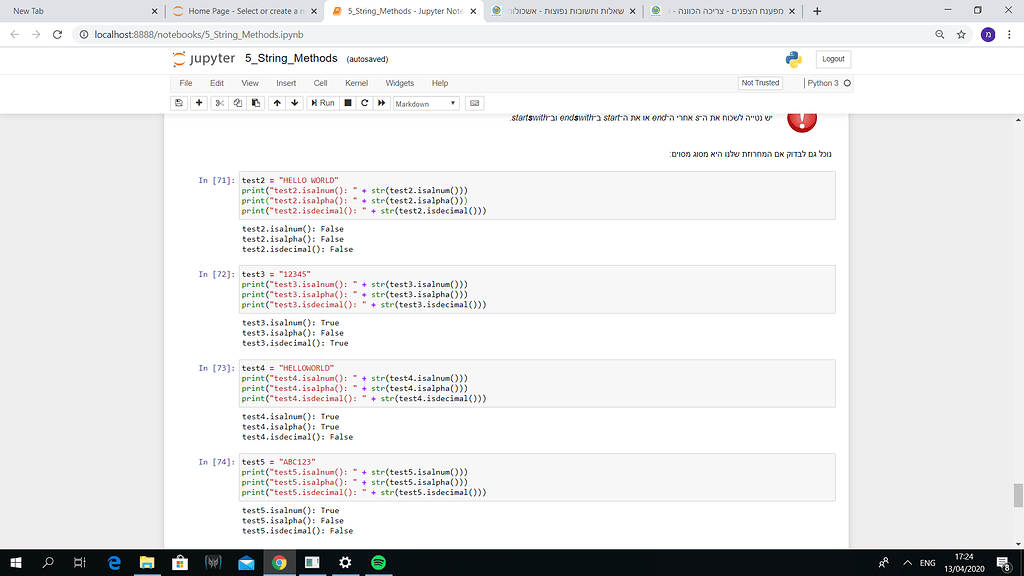 New Tab
Home Page - Select or create a n
5_String_Methods - Jupyter Note
שאלות ותשובות נפוצות - אשכולות
מפענח הצפנים - צריכה הכוונה -
localhost:8888/notebooks/5_String_Methods.ipynb
jupyter 5_String_Methods (autosaved)
Logout
File Edit View Insert Cell Kernel Widgets Help
Not Trusted
Python 3
Run
Markdown
יש נטייה לשכוח את ה-s אחרי ה-end או את ה-start ב-endswith וב-startswith.
נוכל גם לבדוק אם המחרוזת שלנו היא מסוג מסוים:
In [71]: test2 = "HELLO WORLD"
print("test2.isalnum(): " + str(test2.isalnum()))
print("test2.isalpha(): " + str(test2.isalpha()))
print("test2.isdecimal(): " + str(test2.isdecimal()))
test2.isalnum(): False
test2.isalpha(): False
test2.isdecimal(): False
In [72]: test3 = "12345"
print("test3.isalnum(): " + str(test3.isalnum()))
print("test3.isalpha(): " + str(test3.isalpha()))
print("test3.isdecimal(): " + str(test3.isdecimal()))
test3.isalnum(): True
test3.isalpha(): False
test3.isdecimal(): True
In [73]: test4 = "HELLOWORLD"
print("test4.isalnum(): " + str(test4.isalnum()))
print("test4.isalpha(): " + str(test4.isalpha()))
print("test4.isdecimal(): " + str(test4.isdecimal()))
test4.isalnum(): True
test4.isalpha(): True
test4.isdecimal(): False
In [74]: test5 = "ABC123"
print("test5.isalnum(): " + str(test5.isalnum()))
print("test5.isalpha(): " + str(test5.isalpha()))
print("test5.isdecimal(): " + str(test5.isdecimal()))
test5.isalnum(): True
test5.isalpha(): False
test5.isdecimal(): False
ENG
17:24
13/04/2020
8